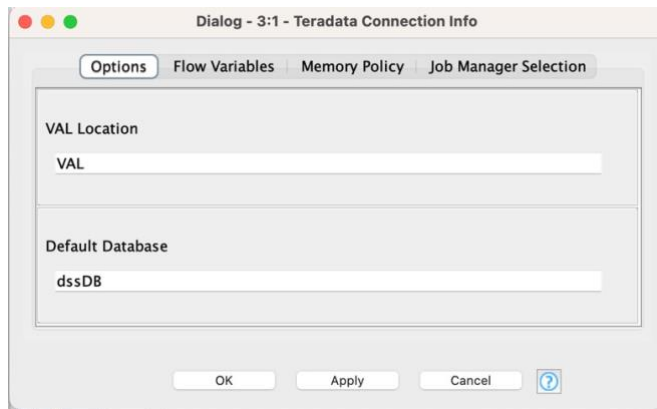 Dialog - 3:1 - Teradata Connection Info
Options Flow Variables Memory Policy Job Manager Selection
VAL Location
VAL
Default Database
dssDB
OK Apply Cancel ?